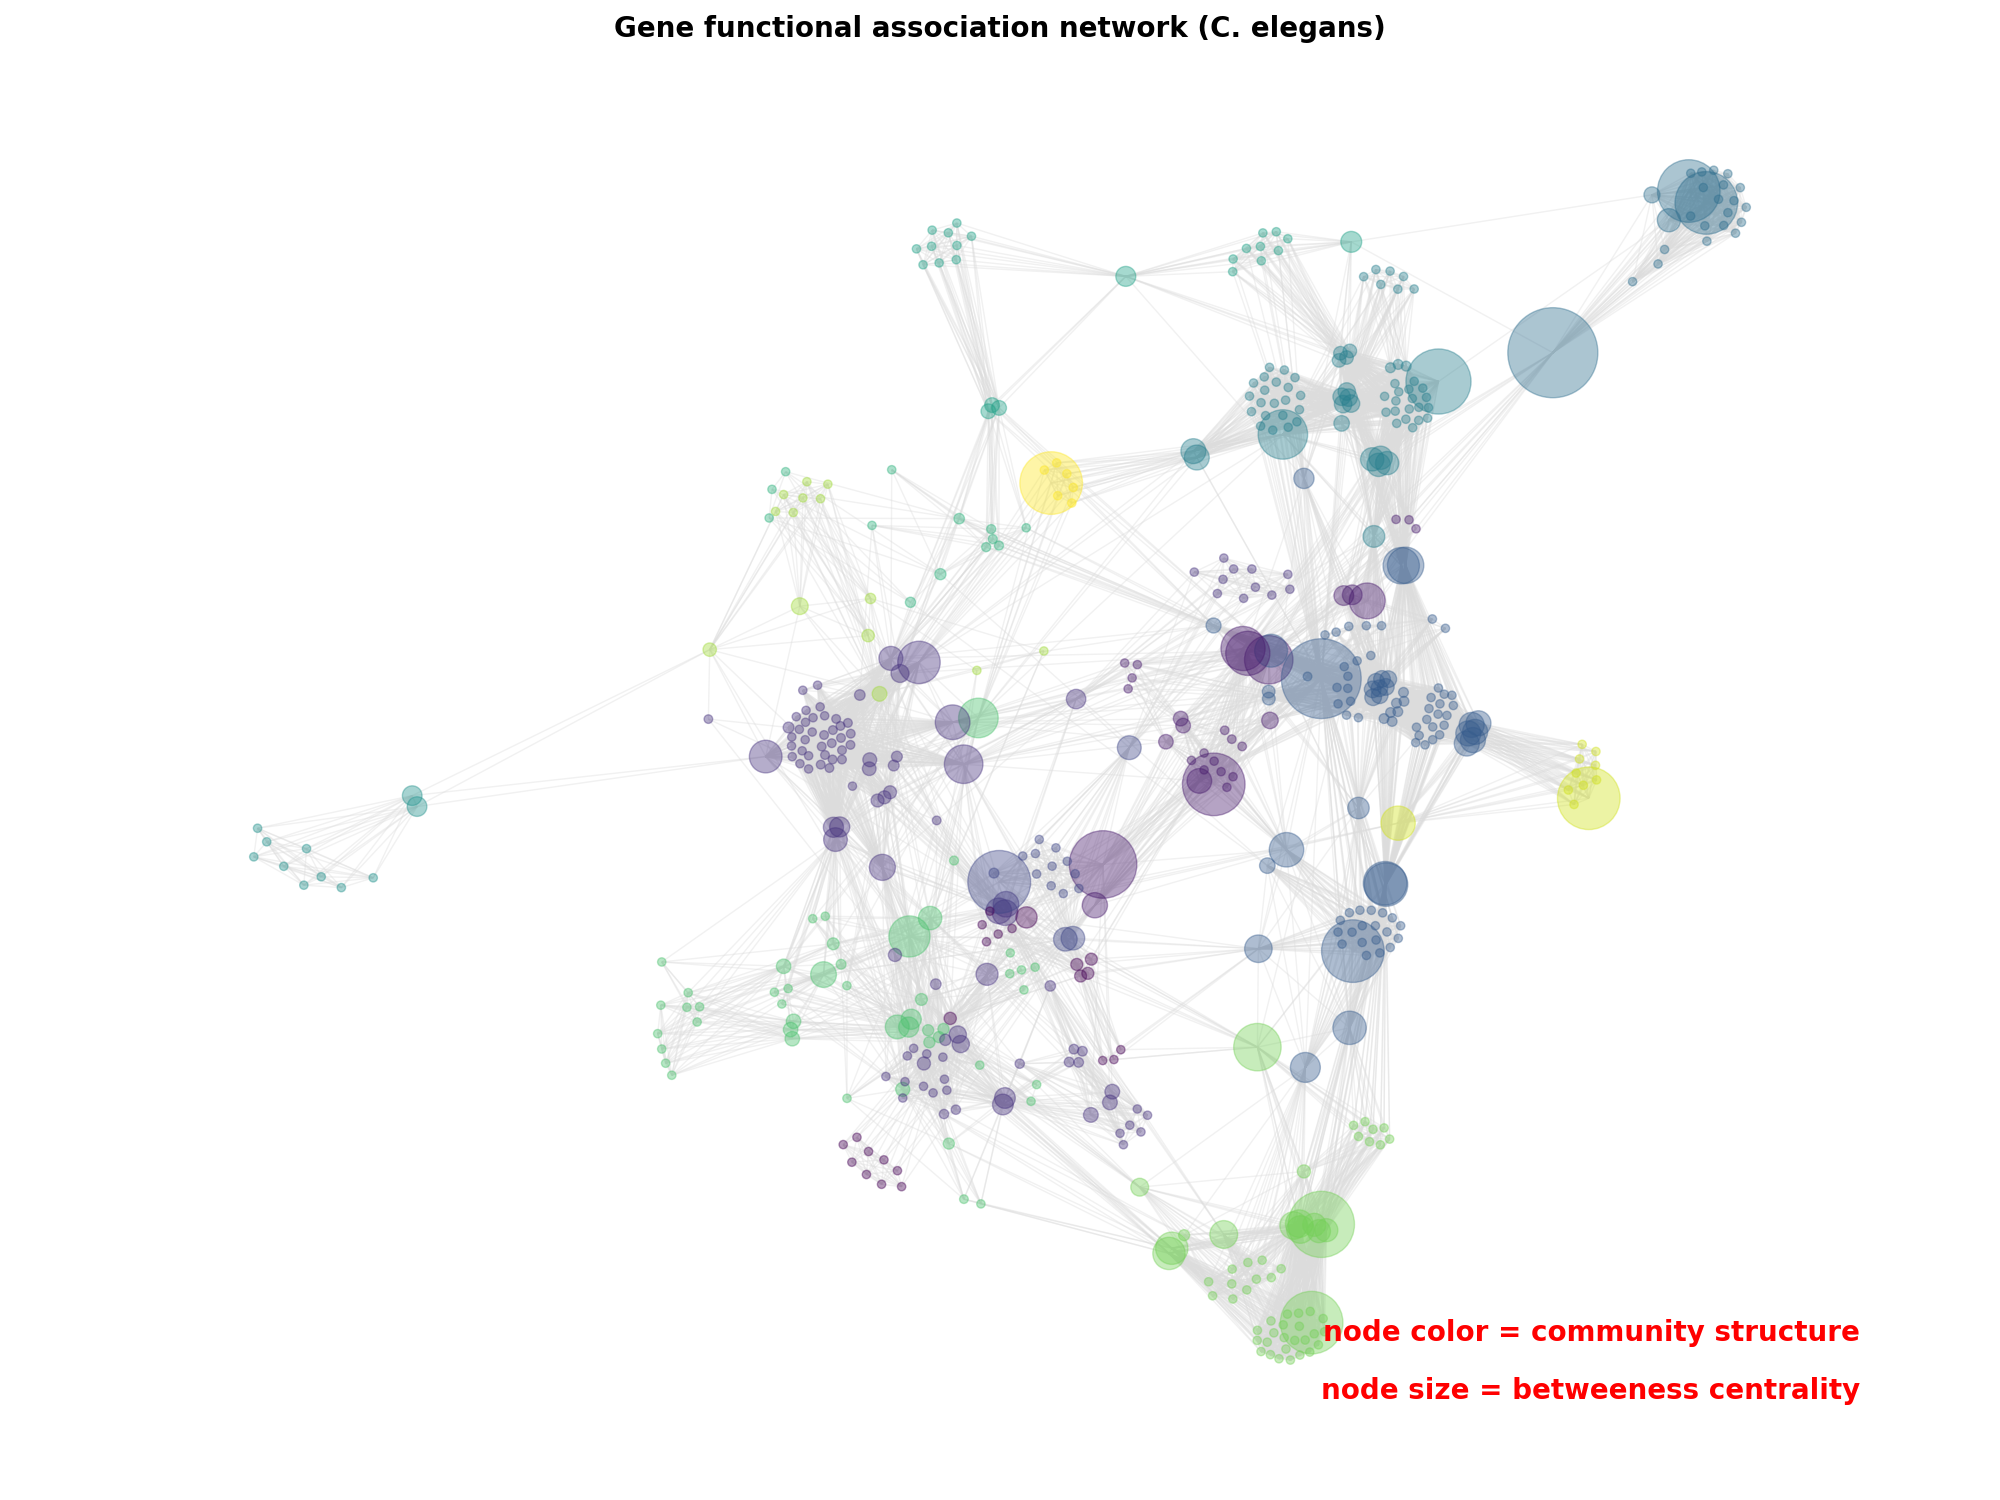 Gene functional association network (C. elegans)
node color = community structure
node size = betweeness centrality